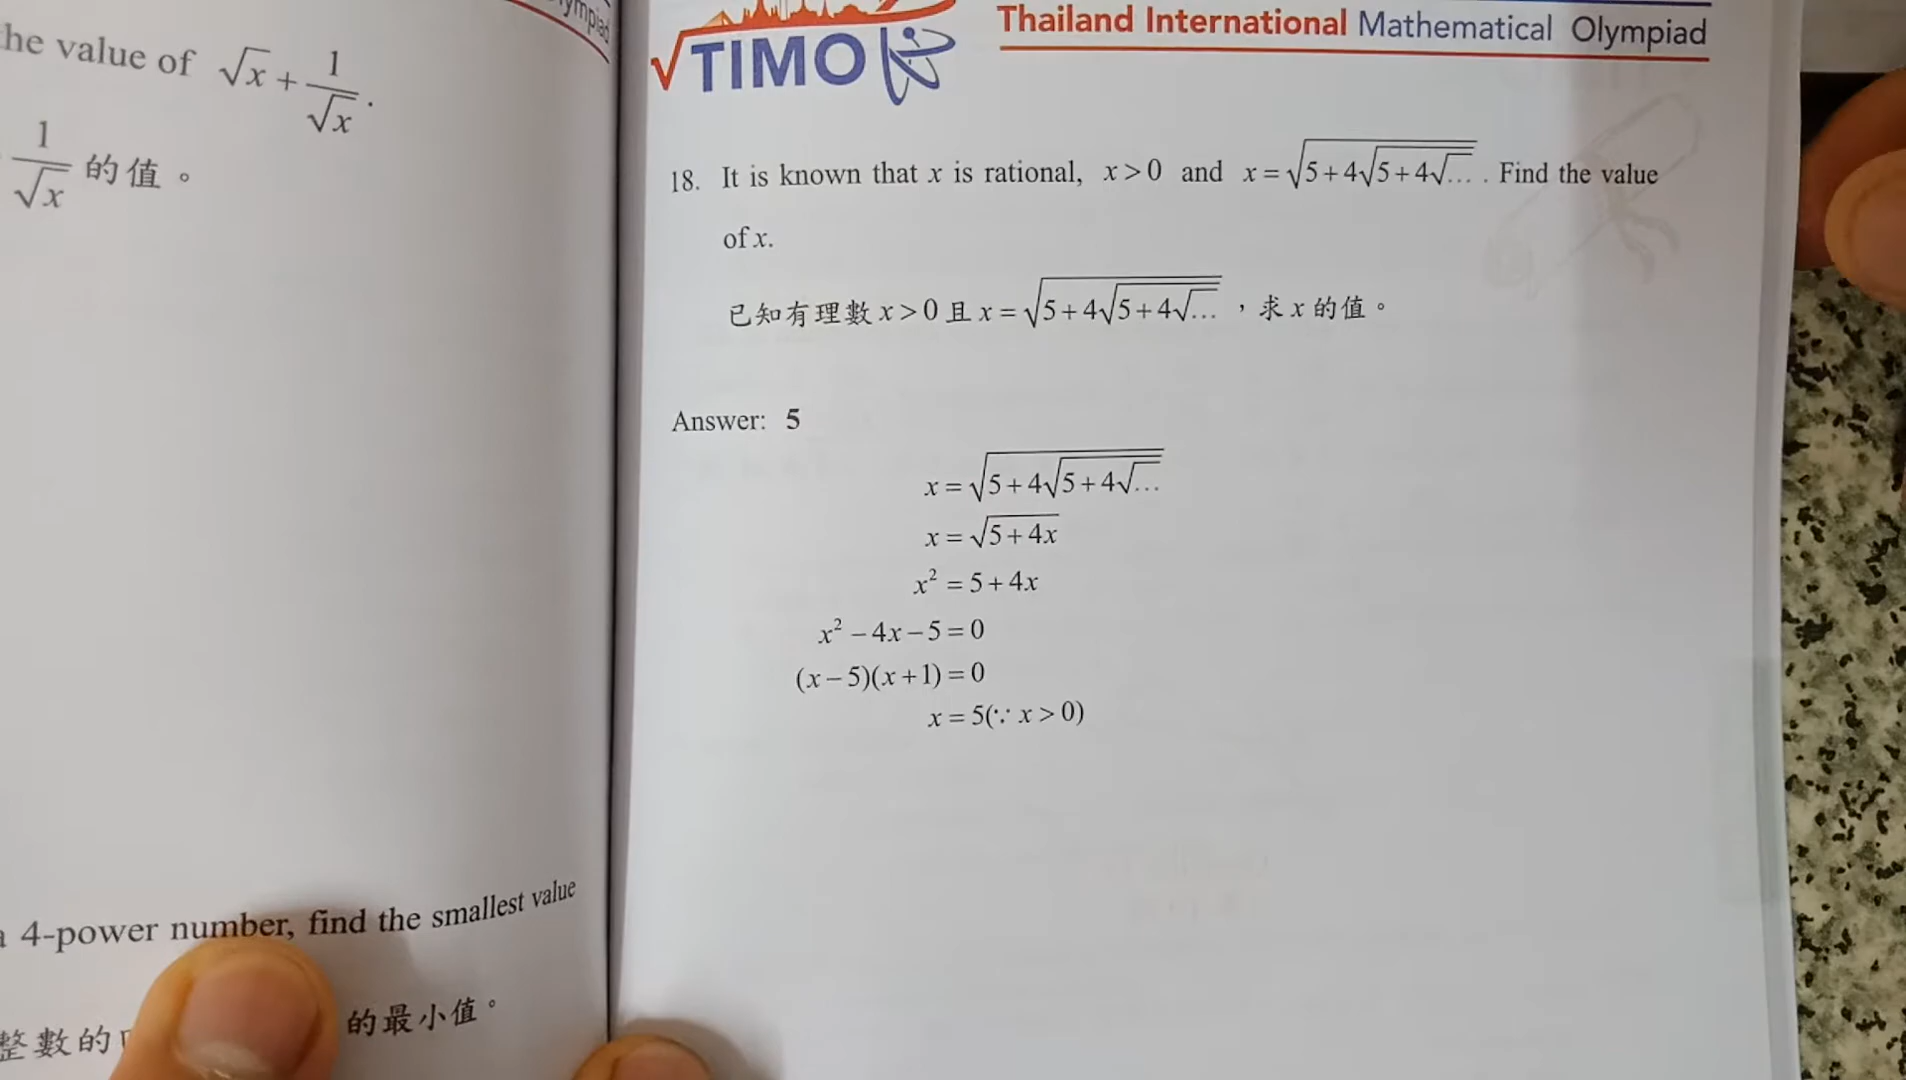 he value of √x + 1/√x.
1/√x 的值。
a 4-power number, find the smallest value
整數的
的最小值。
ympiad
√TIMO
Thailand International Mathematical Olympiad
18. It is known that x is rational, x > 0 and x = √(5 + 4√(5 + 4√…. Find the value
of x.
已知有理數 x > 0 且 x = √(5 + 4√(5 + 4√…，求 x 的值。
Answer: 5
x = √(5 + 4√(5 + 4√…
x = √(5 + 4x)
x² = 5 + 4x
x² − 4x − 5 = 0
(x − 5)(x + 1) = 0
x = 5(∵ x > 0)